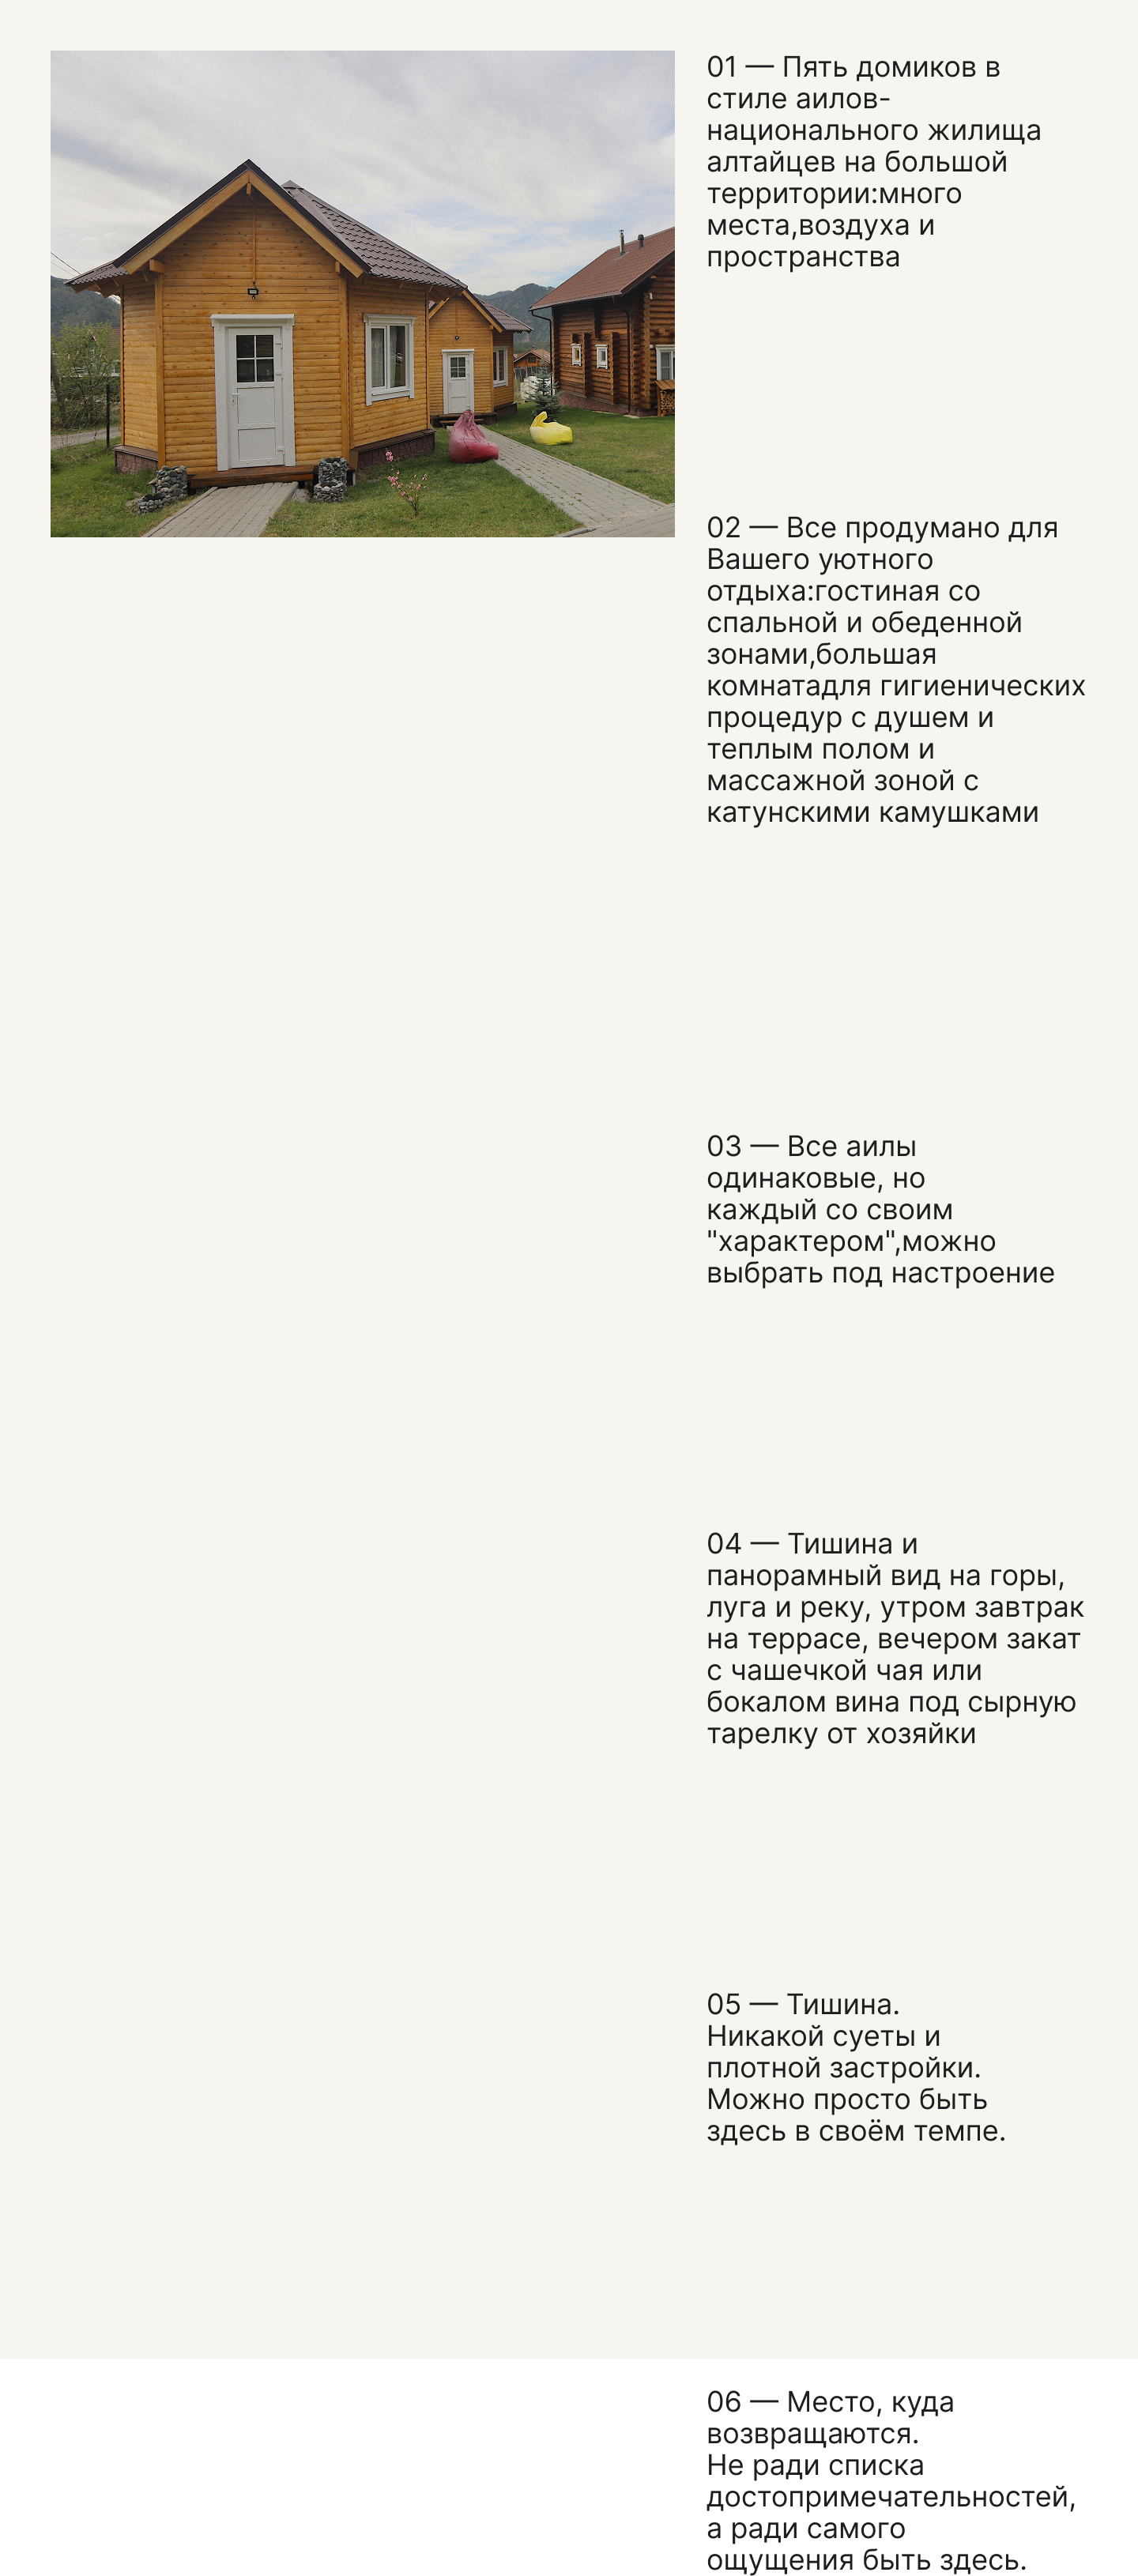 01 — Пять домиков в
стиле аилов-
национального жилища
алтайцев на большой
территории:много
места,воздуха и
пространства
02 — Все продумано для
Вашего уютного
отдыха:гостиная со
спальной и обеденной
зонами,большая
комнатадля гигиенических
процедур с душем и
теплым полом и
массажной зоной с
катунскими камушками
03 — Все аилы
одинаковые, но
каждый со своим
"характером",можно
выбрать под настроение
04 — Тишина и
панорамный вид на горы,
луга и реку, утром завтрак
на террасе, вечером закат
с чашечкой чая или
бокалом вина под сырную
тарелку от хозяйки
05 — Тишина.
Никакой суеты и
плотной застройки.
Можно просто быть
здесь в своём темпе.
06 — Место, куда
возвращаются.
Не ради списка
достопримечательностей,
а ради самого
ощущения быть здесь.